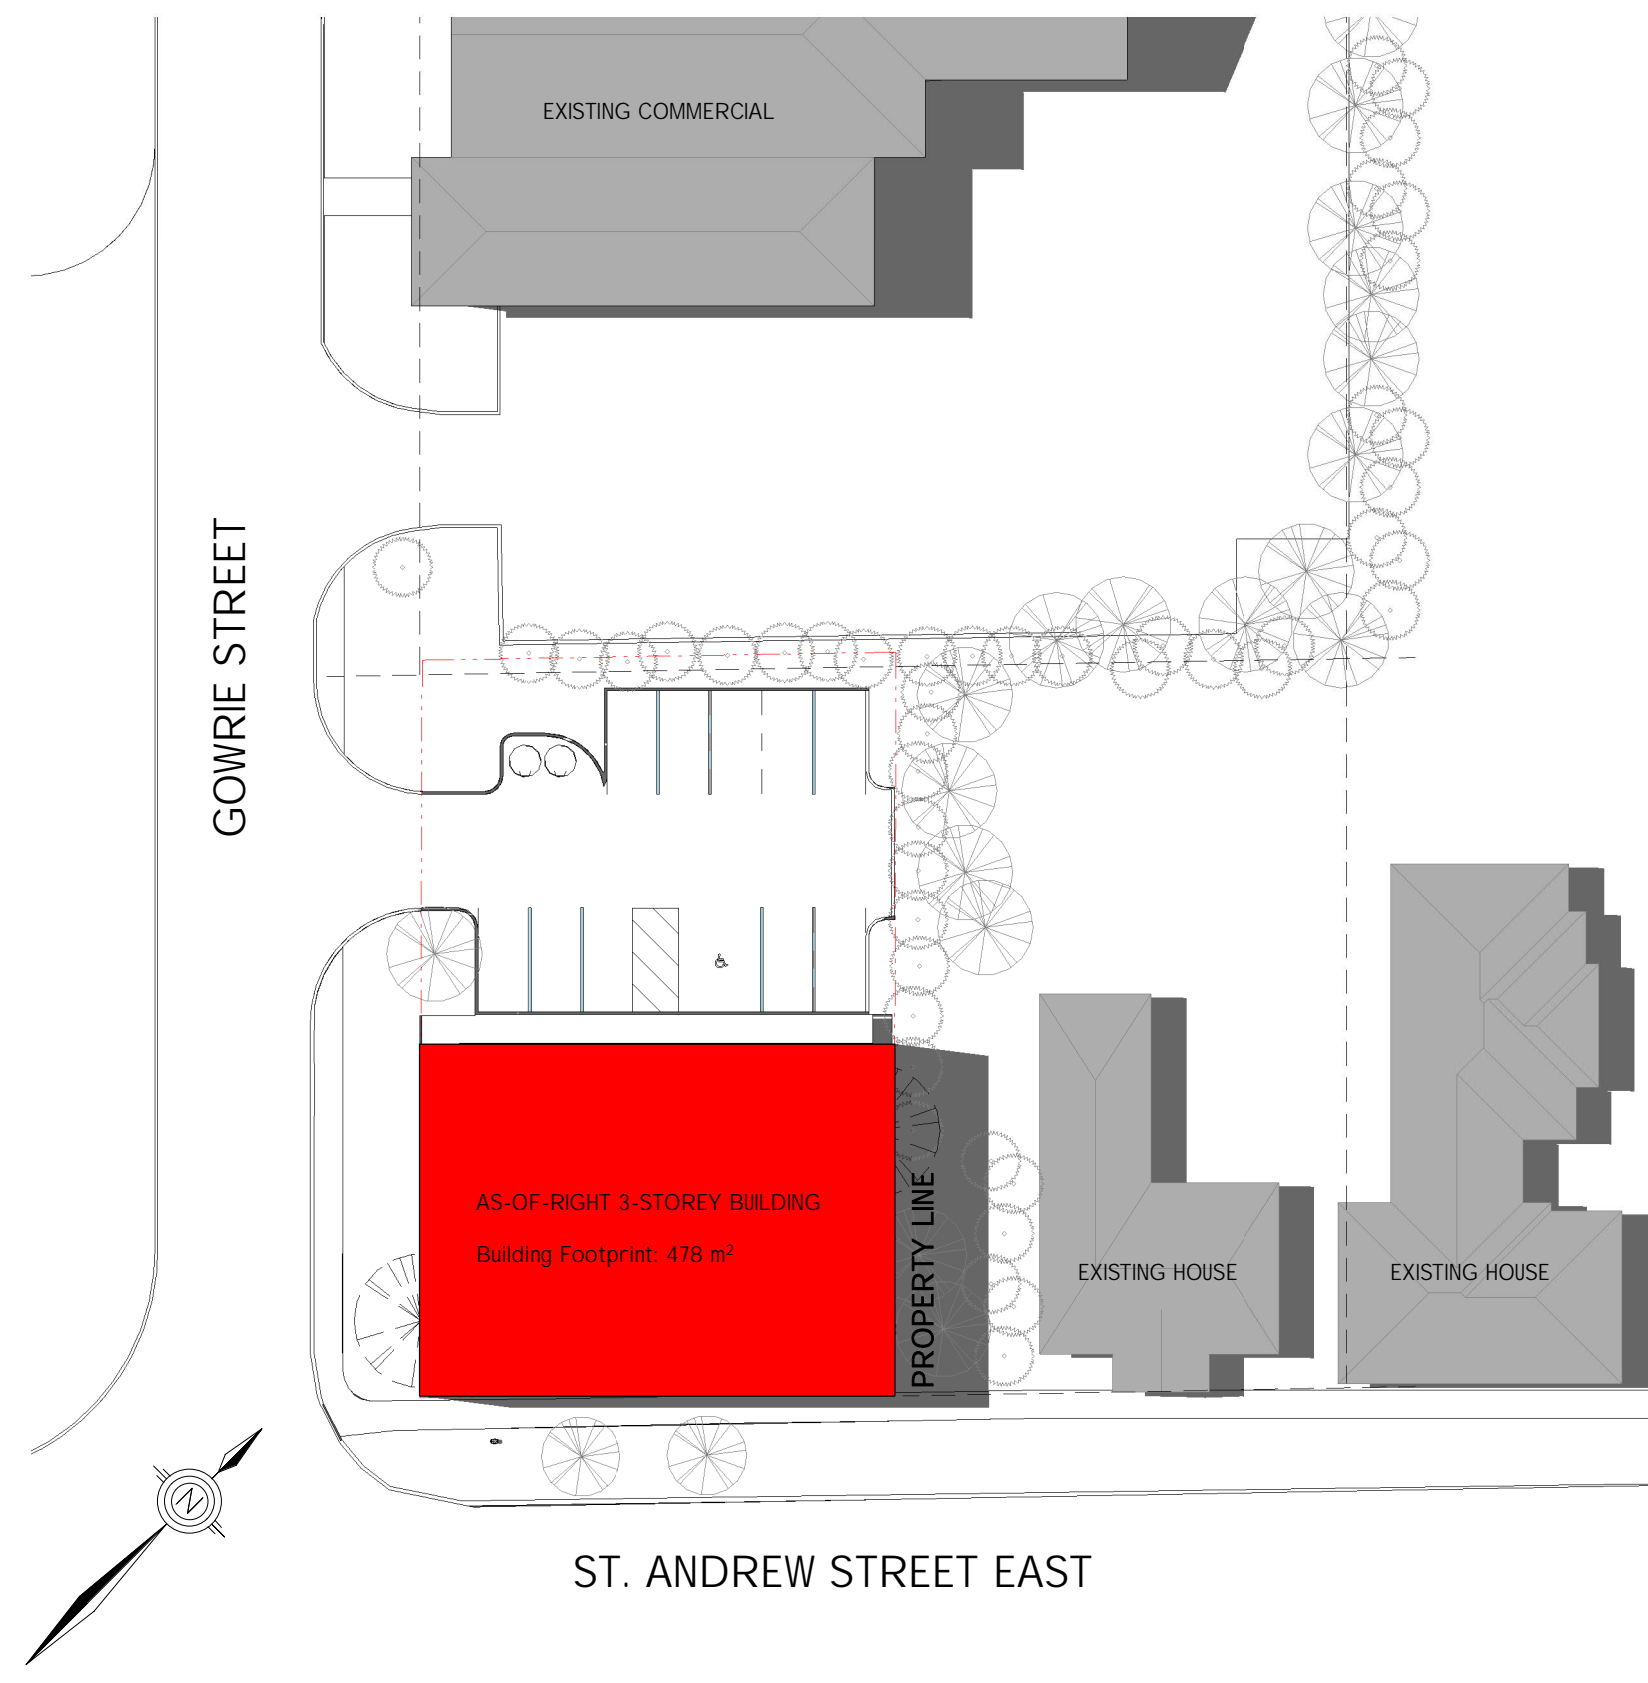 EXISTING COMMERCIAL
GOWRIE STREET
AS-OF-RIGHT 3-STOREY BUILDING
Building Footprint: 478 m²
PROPERTY LINE
EXISTING HOUSE
EXISTING HOUSE
N
ST. ANDREW STREET EAST